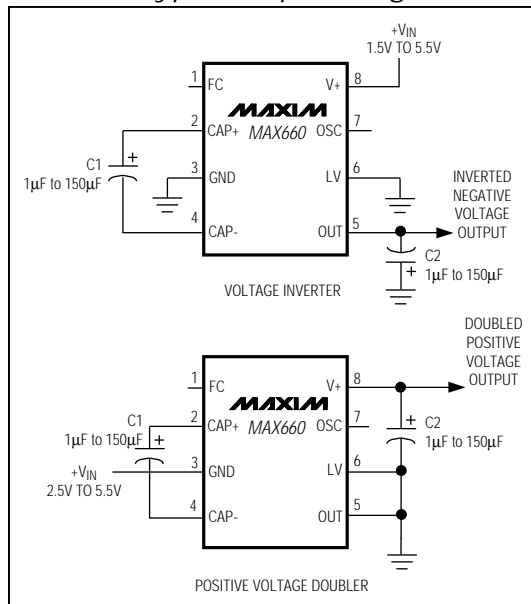 +VIN
1.5V TO 5.5V
1 FC
V+ 8
MAXIM
MAX660
2 CAP+
OSC 7
C1
1µF to 150µF
3 GND
LV 6
4 CAP-
OUT 5
INVERTED
NEGATIVE
VOLTAGE
OUTPUT
C2
1µF to 150µF
VOLTAGE INVERTER
DOUBLED
POSITIVE
VOLTAGE
OUTPUT
1 FC
V+ 8
MAXIM
MAX660
2 CAP+
OSC 7
C1
1µF to 150µF
C2
1µF to 150µF
+VIN
2.5V TO 5.5V
3 GND
LV 6
4 CAP-
OUT 5
POSITIVE VOLTAGE DOUBLER